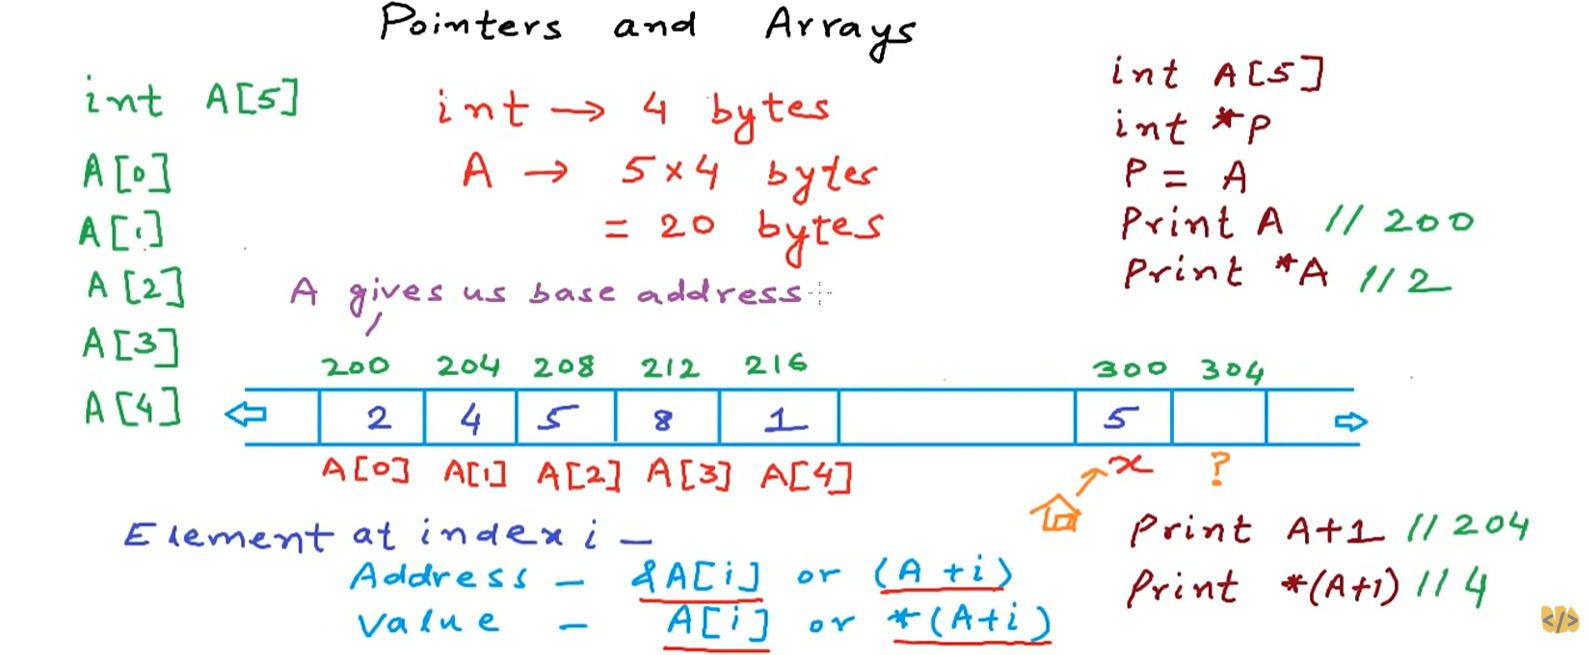 Pointers and Arrays
int A[5]
A[0]
A[1]
A[2]
A[3]
A[4]
int → 4 bytes
A → 5 x 4 bytes
= 20 bytes
A gives us base address
int A[5]
int *P
P = A
Print A // 200
Print *A // 2
200 204 208 212 216 300 304
2 4 5 8 1 5
A[0] A[1] A[2] A[3] A[4] x ?
Element at index i -
Address - &A[i] or (A+i)
Value - A[i] or *(A+i)
Print A+1 // 204
Print *(A+1) // 4
</>